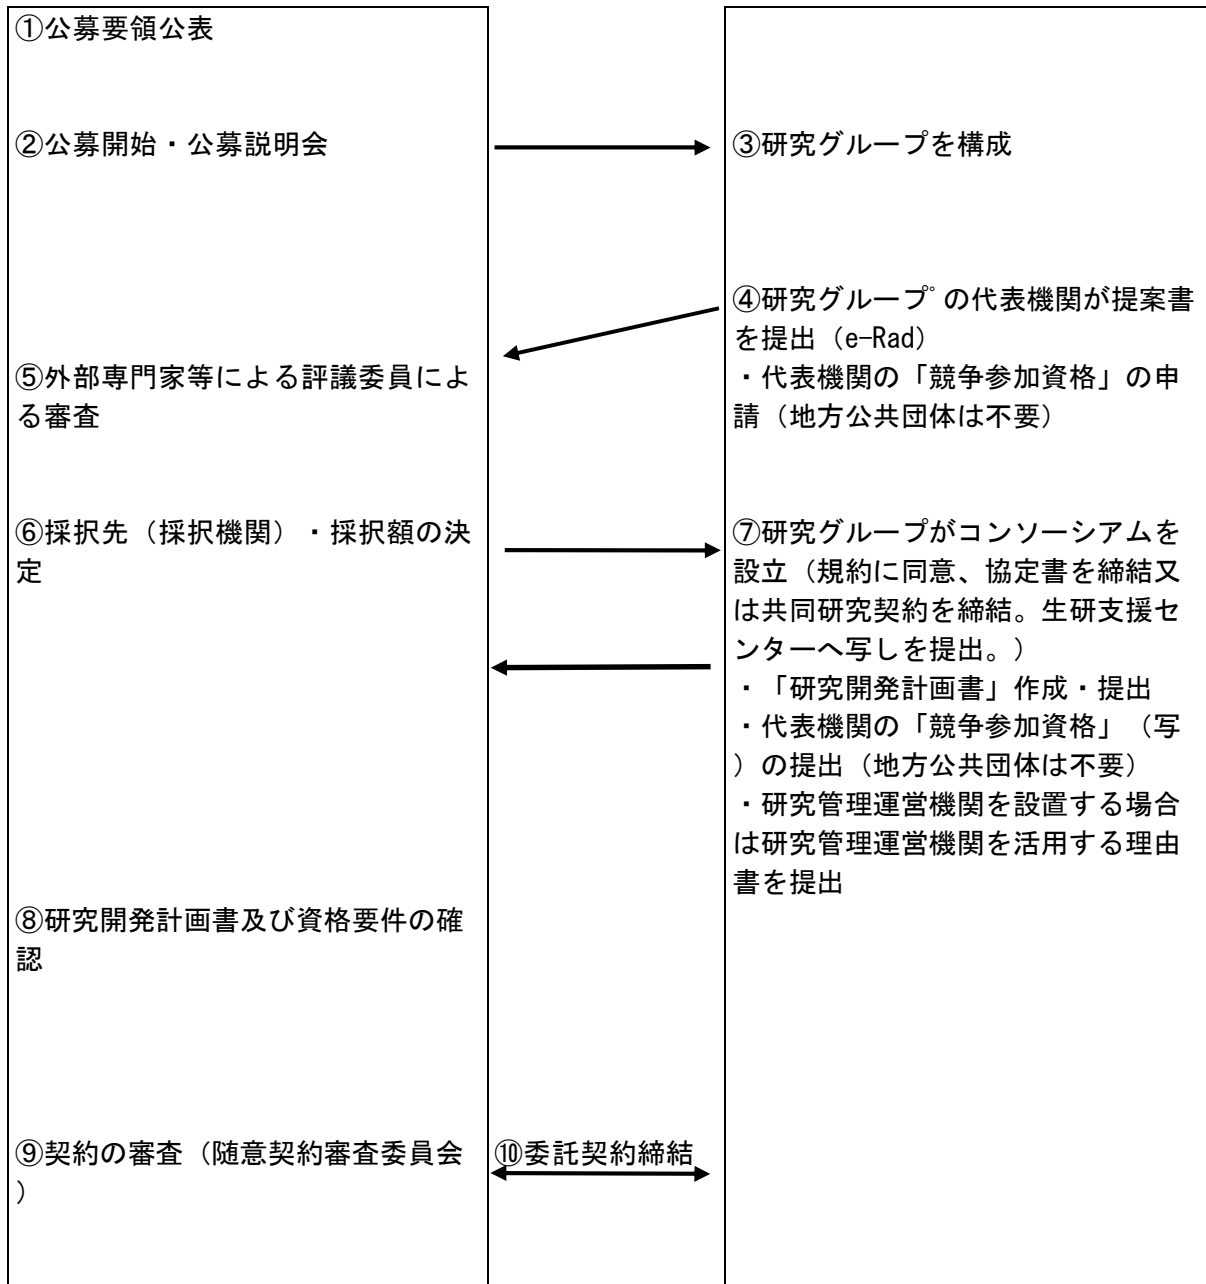 ①公募要領公表
②公募開始・公募説明会
③研究グループを構成
④研究グループ゚の代表機関が提案書
を提出（e-Rad）
・代表機関の「競争参加資格」の申
請（地方公共団体は不要）
⑤外部専門家等による評議委員によ
る審査
⑥採択先（採択機関）・採択額の決
定
⑦研究グループがコンソーシアムを
設立（規約に同意、協定書を締結又
は共同研究契約を締結。生研支援セ
ンターへ写しを提出。）
・「研究開発計画書」作成・提出
・代表機関の「競争参加資格」（写
）の提出（地方公共団体は不要）
・研究管理運営機関を設置する場合
は研究管理運営機関を活用する理由
書を提出
⑧研究開発計画書及び資格要件の確
認
⑨契約の審査（随意契約審査委員会
）
⑩委託契約締結